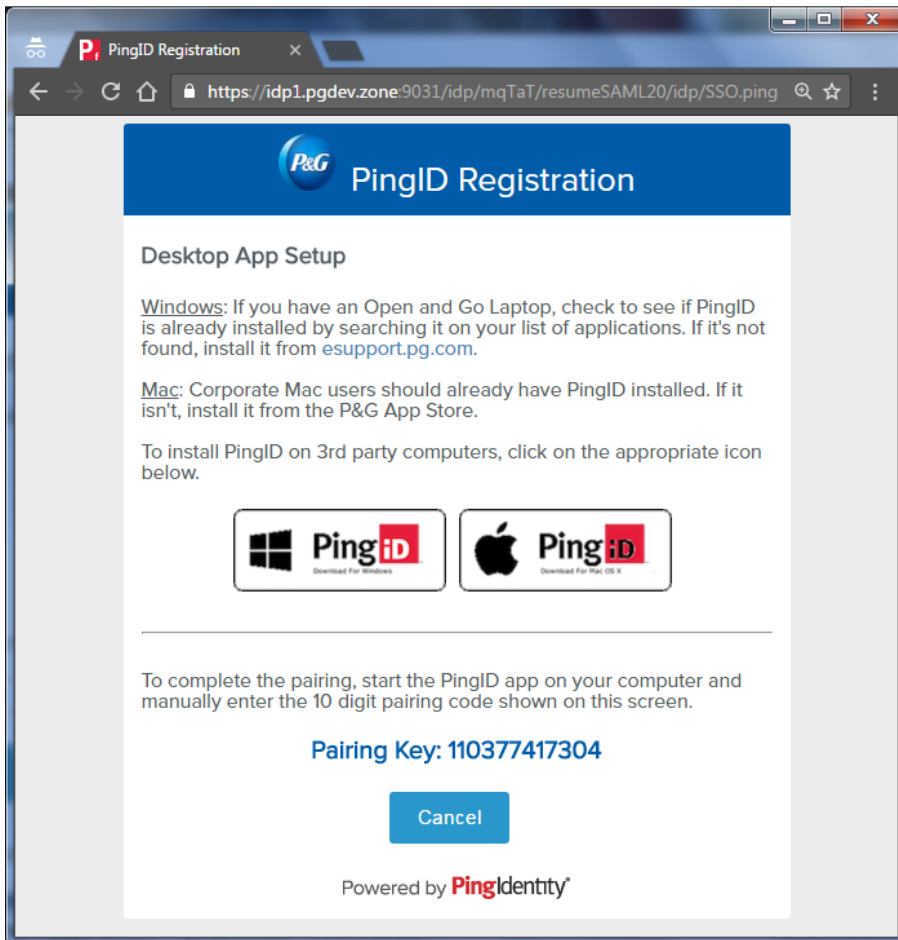 PingID Registration
https://idp1.pgdev.zone:9031/idp/mqTaT/resumeSAML20/idp/SSO.ping
P&G
PingID Registration
Desktop App Setup
Windows: If you have an Open and Go Laptop, check to see if PingID
is already installed by searching it on your list of applications. If it's not
found, install it from esupport.pg.com.
Mac: Corporate Mac users should already have PingID installed. If it
isn't, install it from the P&G App Store.
To install PingID on 3rd party computers, click on the appropriate icon
below.
Ping iD
Download For Windows
Ping iD
Download For Mac OS X
To complete the pairing, start the PingID app on your computer and
manually enter the 10 digit pairing code shown on this screen.
Pairing Key: 110377417304
Cancel
Powered by PingIdentity®